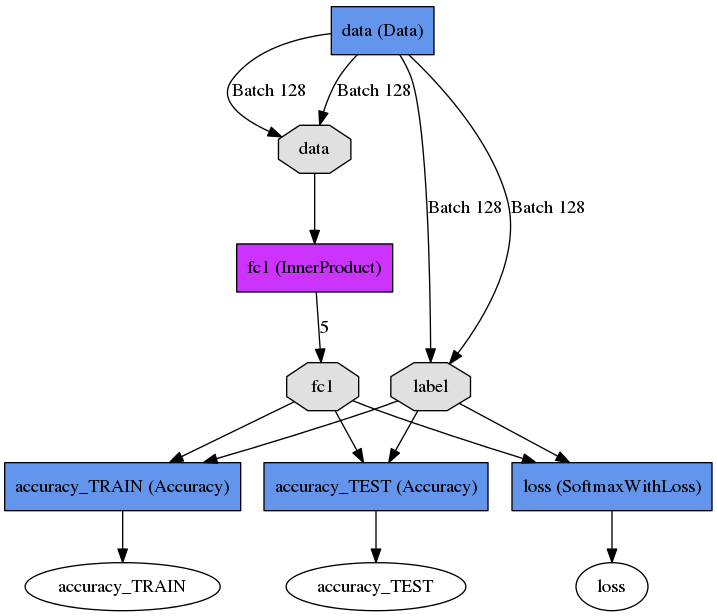 data (Data)
Batch 128
Batch 128
data
Batch 128
Batch 128
fc1 (InnerProduct)
5
fc1
label
accuracy_TRAIN (Accuracy)
accuracy_TEST (Accuracy)
loss (SoftmaxWithLoss)
accuracy_TRAIN
accuracy_TEST
loss